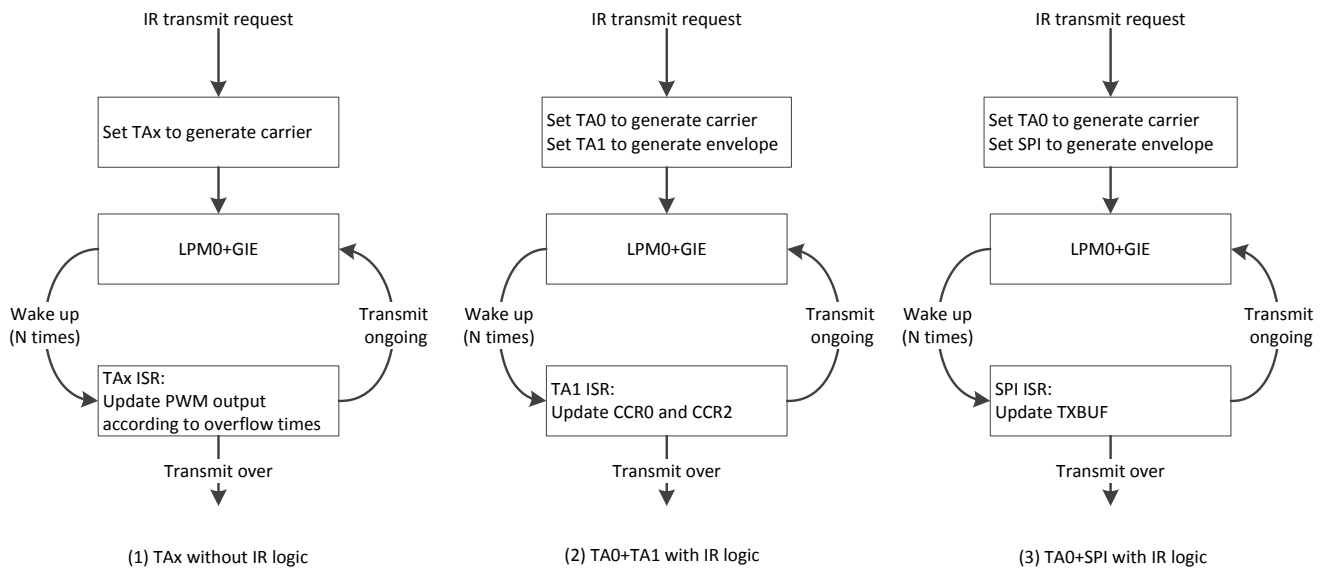 IR transmit request
Set TAx to generate carrier
LPM0+GIE
Wake up
(N times)
Transmit
ongoing
TAx ISR:
Update PWM output
according to overflow times
Transmit over
(1) TAx without IR logic
IR transmit request
Set TA0 to generate carrier
Set TA1 to generate envelope
LPM0+GIE
Wake up
(N times)
Transmit
ongoing
TA1 ISR:
Update CCR0 and CCR2
Transmit over
(2) TA0+TA1 with IR logic
IR transmit request
Set TA0 to generate carrier
Set SPI to generate envelope
LPM0+GIE
Wake up
(N times)
Transmit
ongoing
SPI ISR:
Update TXBUF
Transmit over
(3) TA0+SPI with IR logic